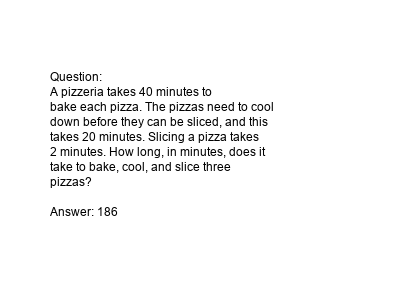 Question:
A pizzeria takes 40 minutes to
bake each pizza. The pizzas need to cool
down before they can be sliced, and this
takes 20 minutes. Slicing a pizza takes
2 minutes. How long, in minutes, does it
take to bake, cool, and slice three
pizzas?
Answer: 186